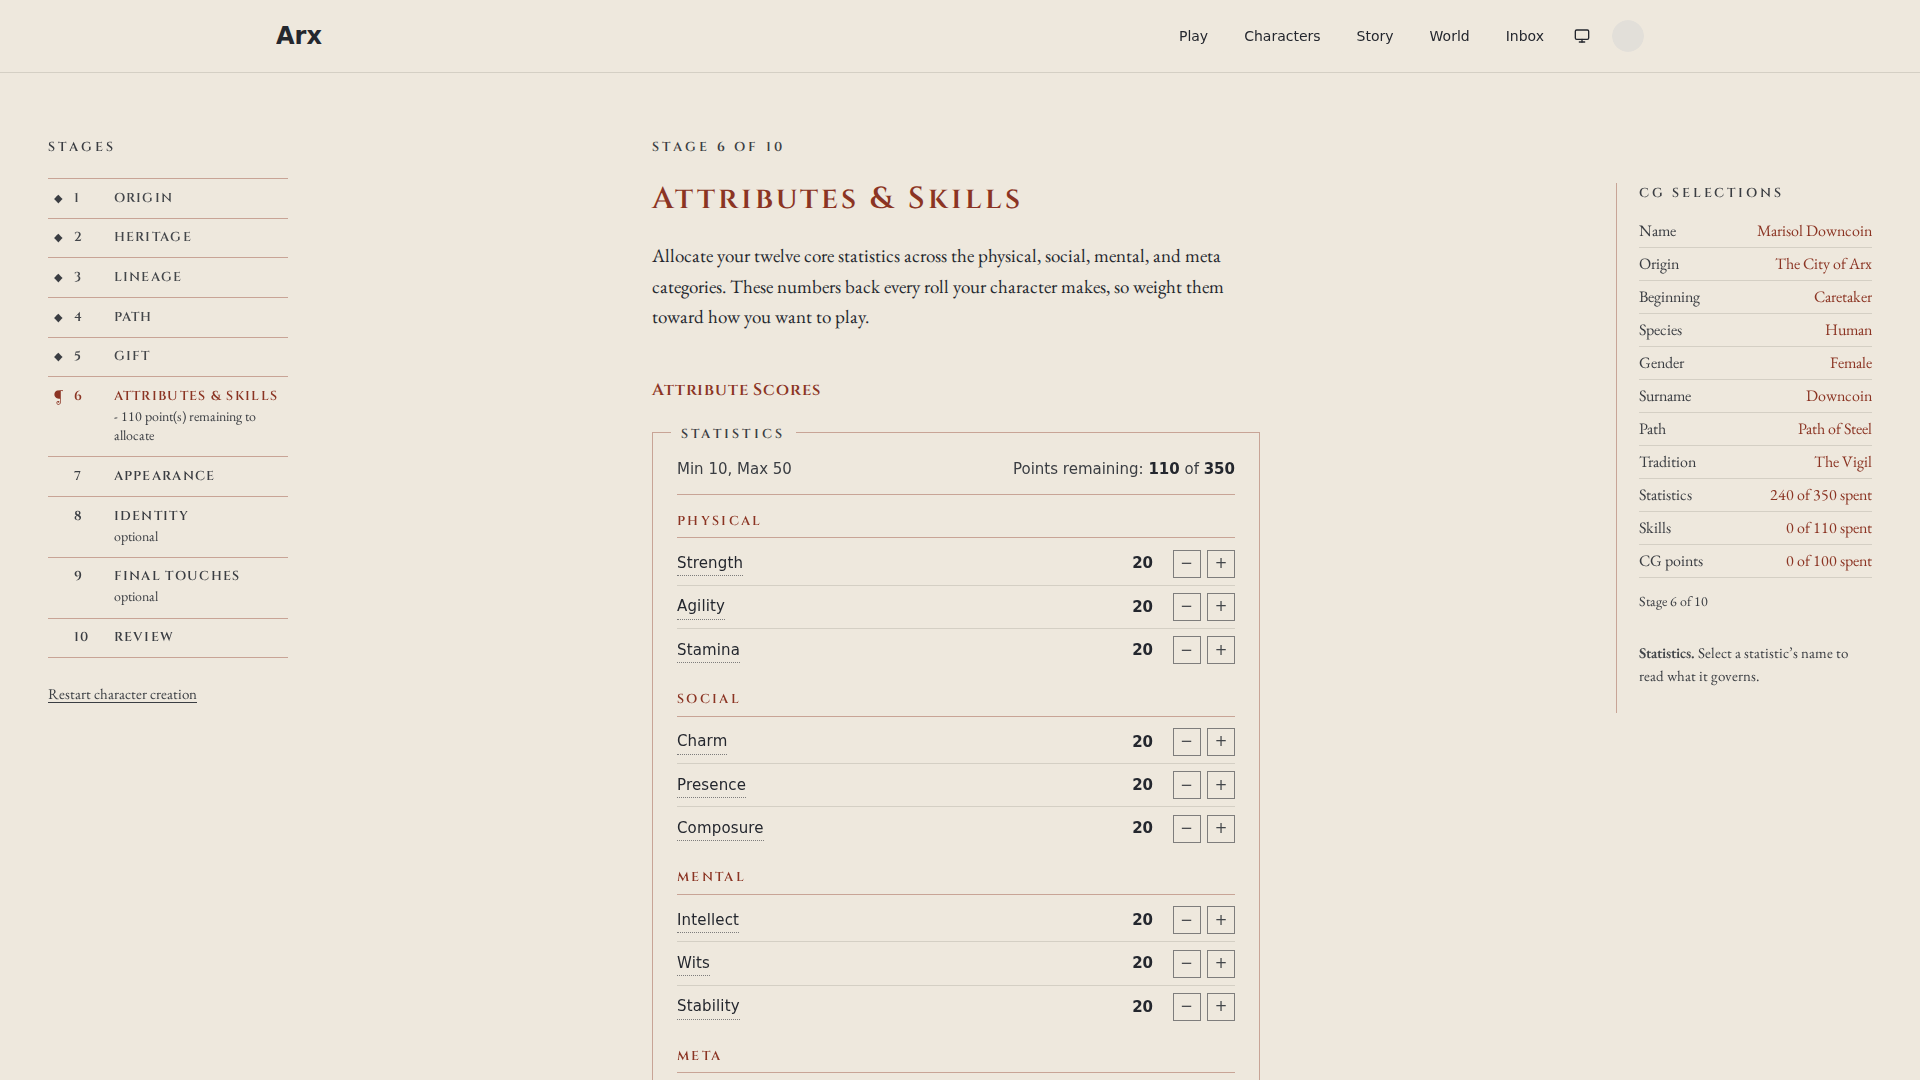 Arx
Play
Characters
Story
World
Inbox
STAGES
◆ 1 ORIGIN
◆ 2 HERITAGE
◆ 3 LINEAGE
◆ 4 PATH
◆ 5 GIFT
¶ 6 ATTRIBUTES & SKILLS
- 110 point(s) remaining to
allocate
7 APPEARANCE
8 IDENTITY
optional
9 FINAL TOUCHES
optional
10 REVIEW
Restart character creation
STAGE 6 OF 10
Attributes & Skills
Allocate your twelve core statistics across the physical, social, mental, and meta
categories. These numbers back every roll your character makes, so weight them
toward how you want to play.
Attribute Scores
STATISTICS
Min 10, Max 50 Points remaining: 110 of 350
PHYSICAL
Strength 20 − +
Agility 20 − +
Stamina 20 − +
SOCIAL
Charm 20 − +
Presence 20 − +
Composure 20 − +
MENTAL
Intellect 20 − +
Wits 20 − +
Stability 20 − +
META
CG SELECTIONS
Name Marisol Downcoin
Origin The City of Arx
Beginning Caretaker
Species Human
Gender Female
Surname Downcoin
Path Path of Steel
Tradition The Vigil
Statistics 240 of 350 spent
Skills 0 of 110 spent
CG points 0 of 100 spent
Stage 6 of 10
Statistics. Select a statistic’s name to
read what it governs.